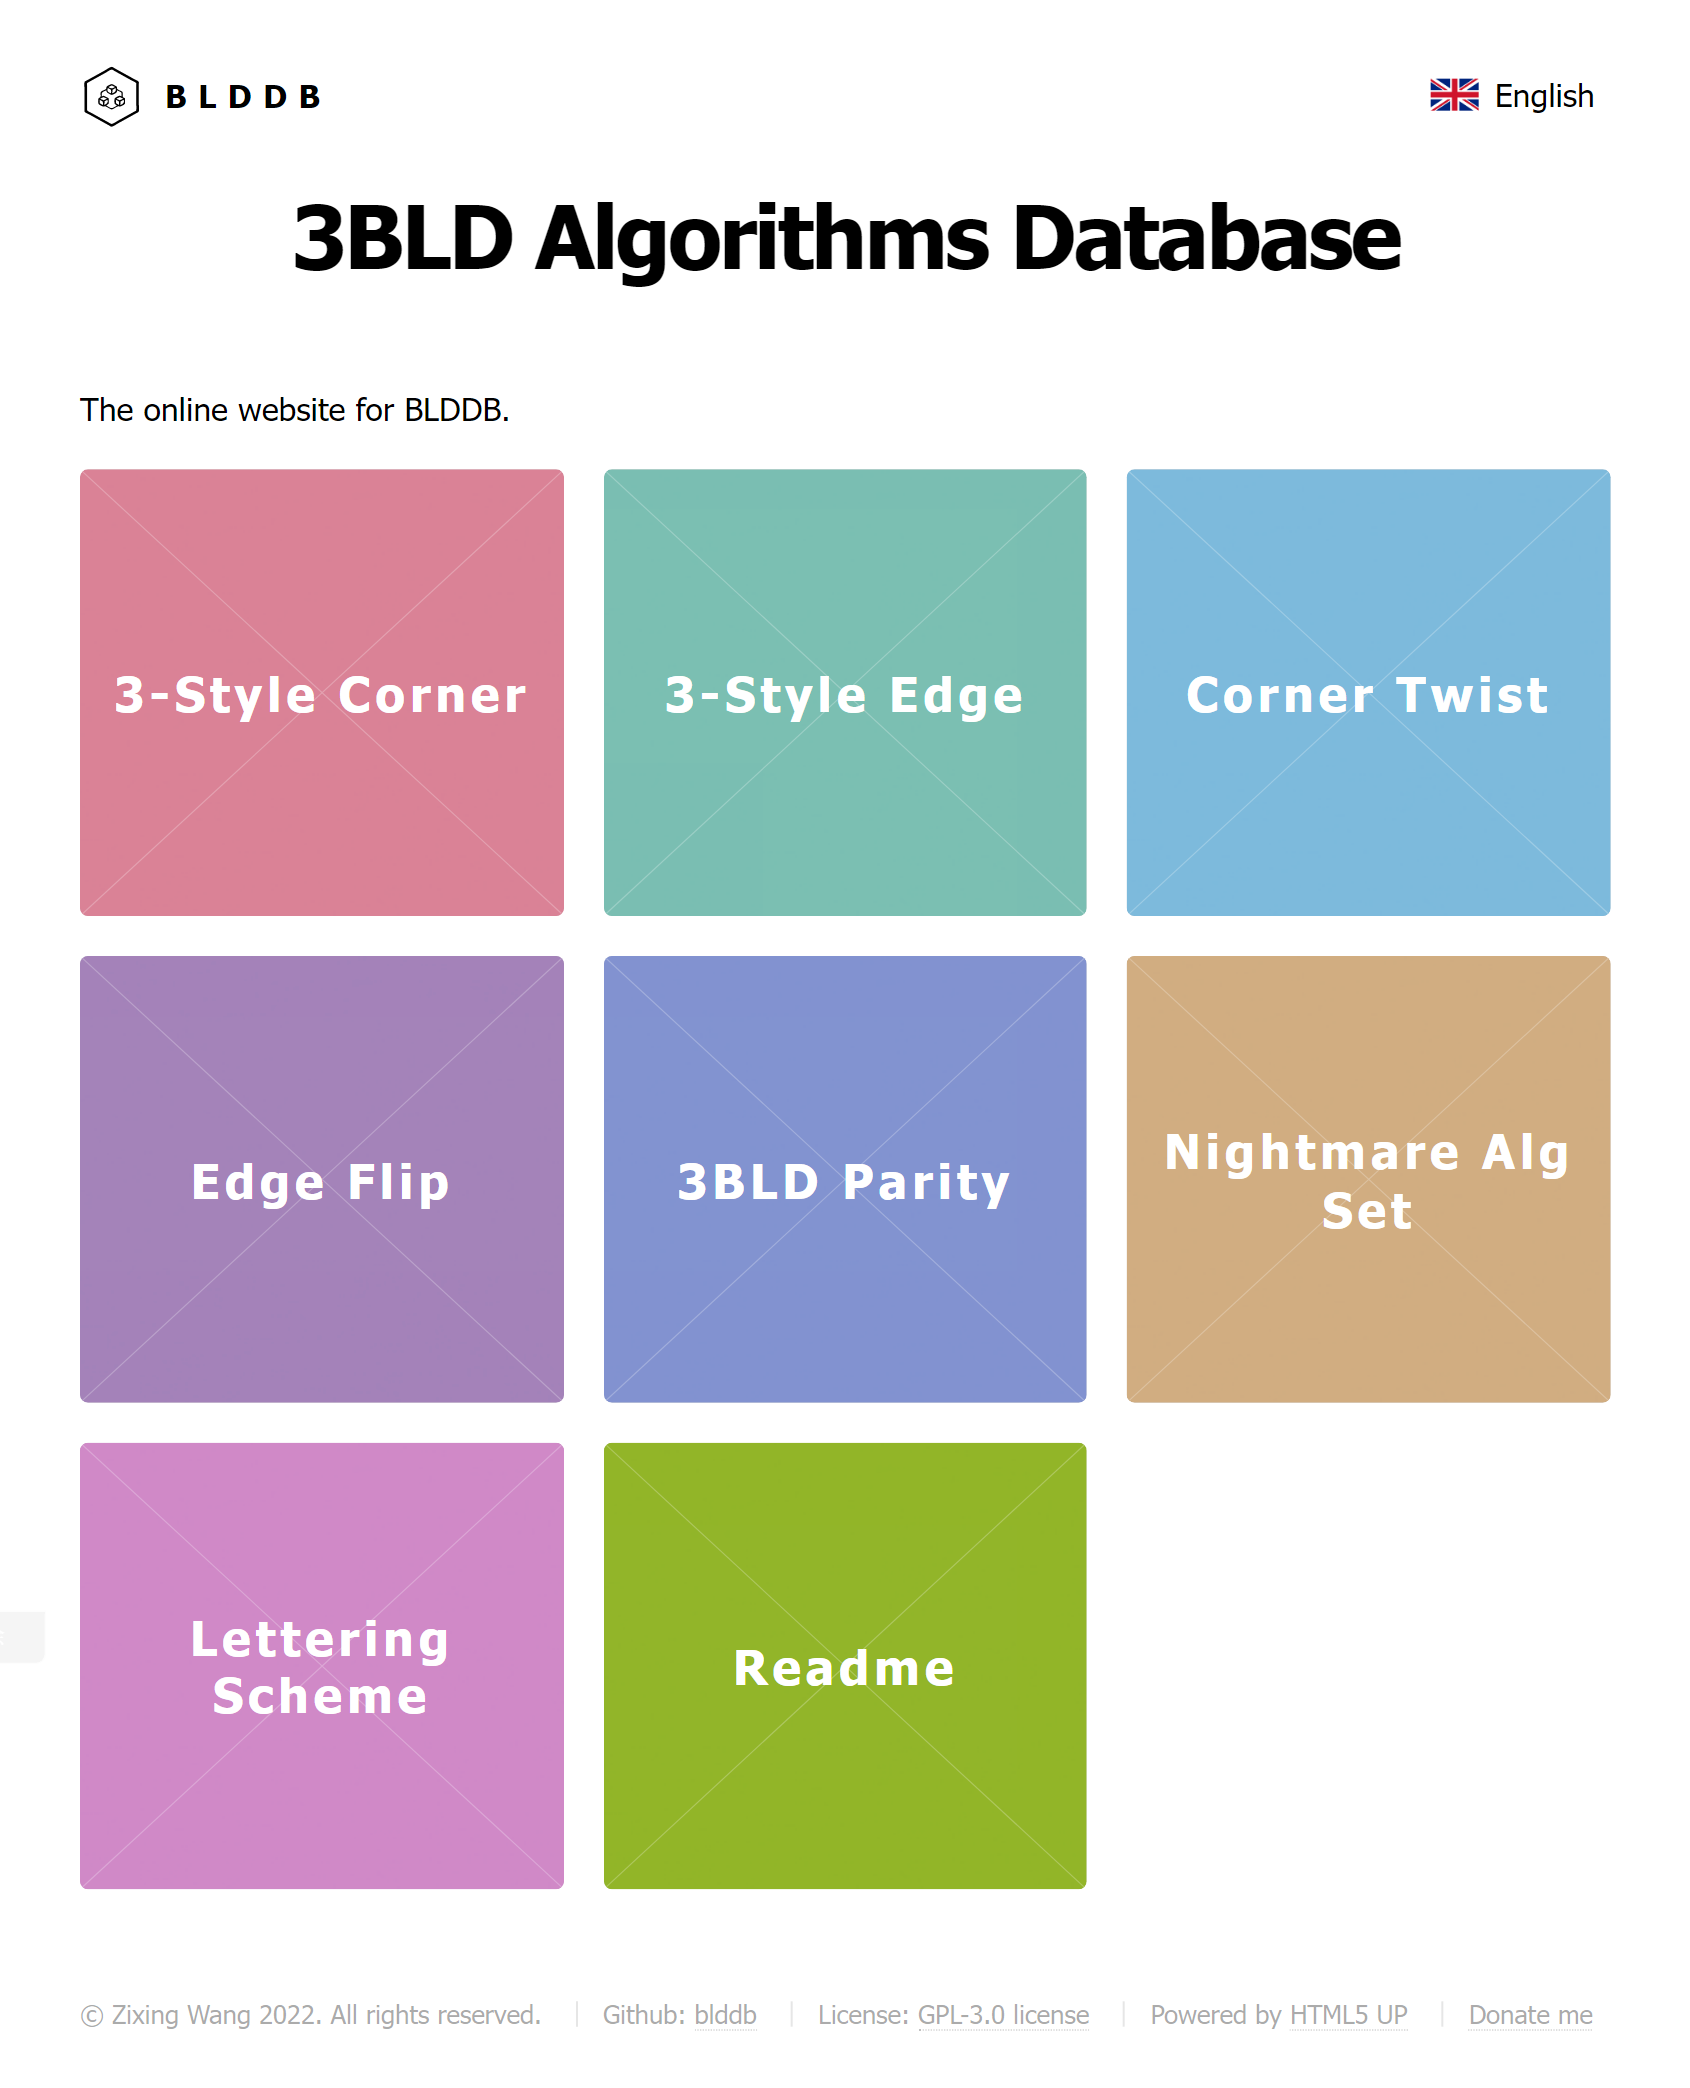 BLDDB
English
3BLD Algorithms Database
The online website for BLDDB.
3-Style Corner
3-Style Edge
Corner Twist
Edge Flip
3BLD Parity
Nightmare Alg
Set
Lettering
Scheme
Readme
© Zixing Wang 2022. All rights reserved.
Github: blddb
License: GPL-3.0 license
Powered by HTML5 UP
Donate me